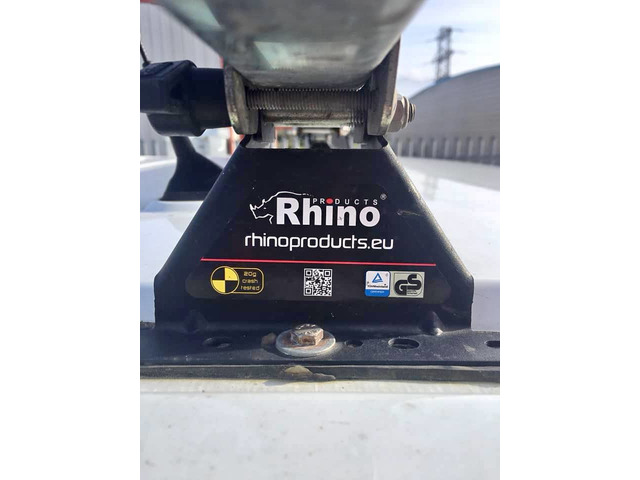 PRODUCTS
Rhino®
rhinoproducts.eu
20g
crash
tested
GS